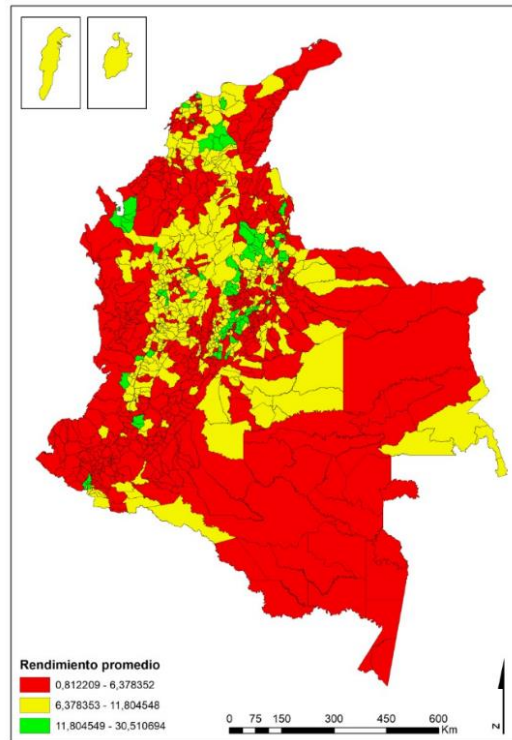 Rendimiento promedio
0,812209 - 6,378352
6,378353 - 11,804548
11,804549 - 30,510694
0 75 150 300 450 600
Km
N